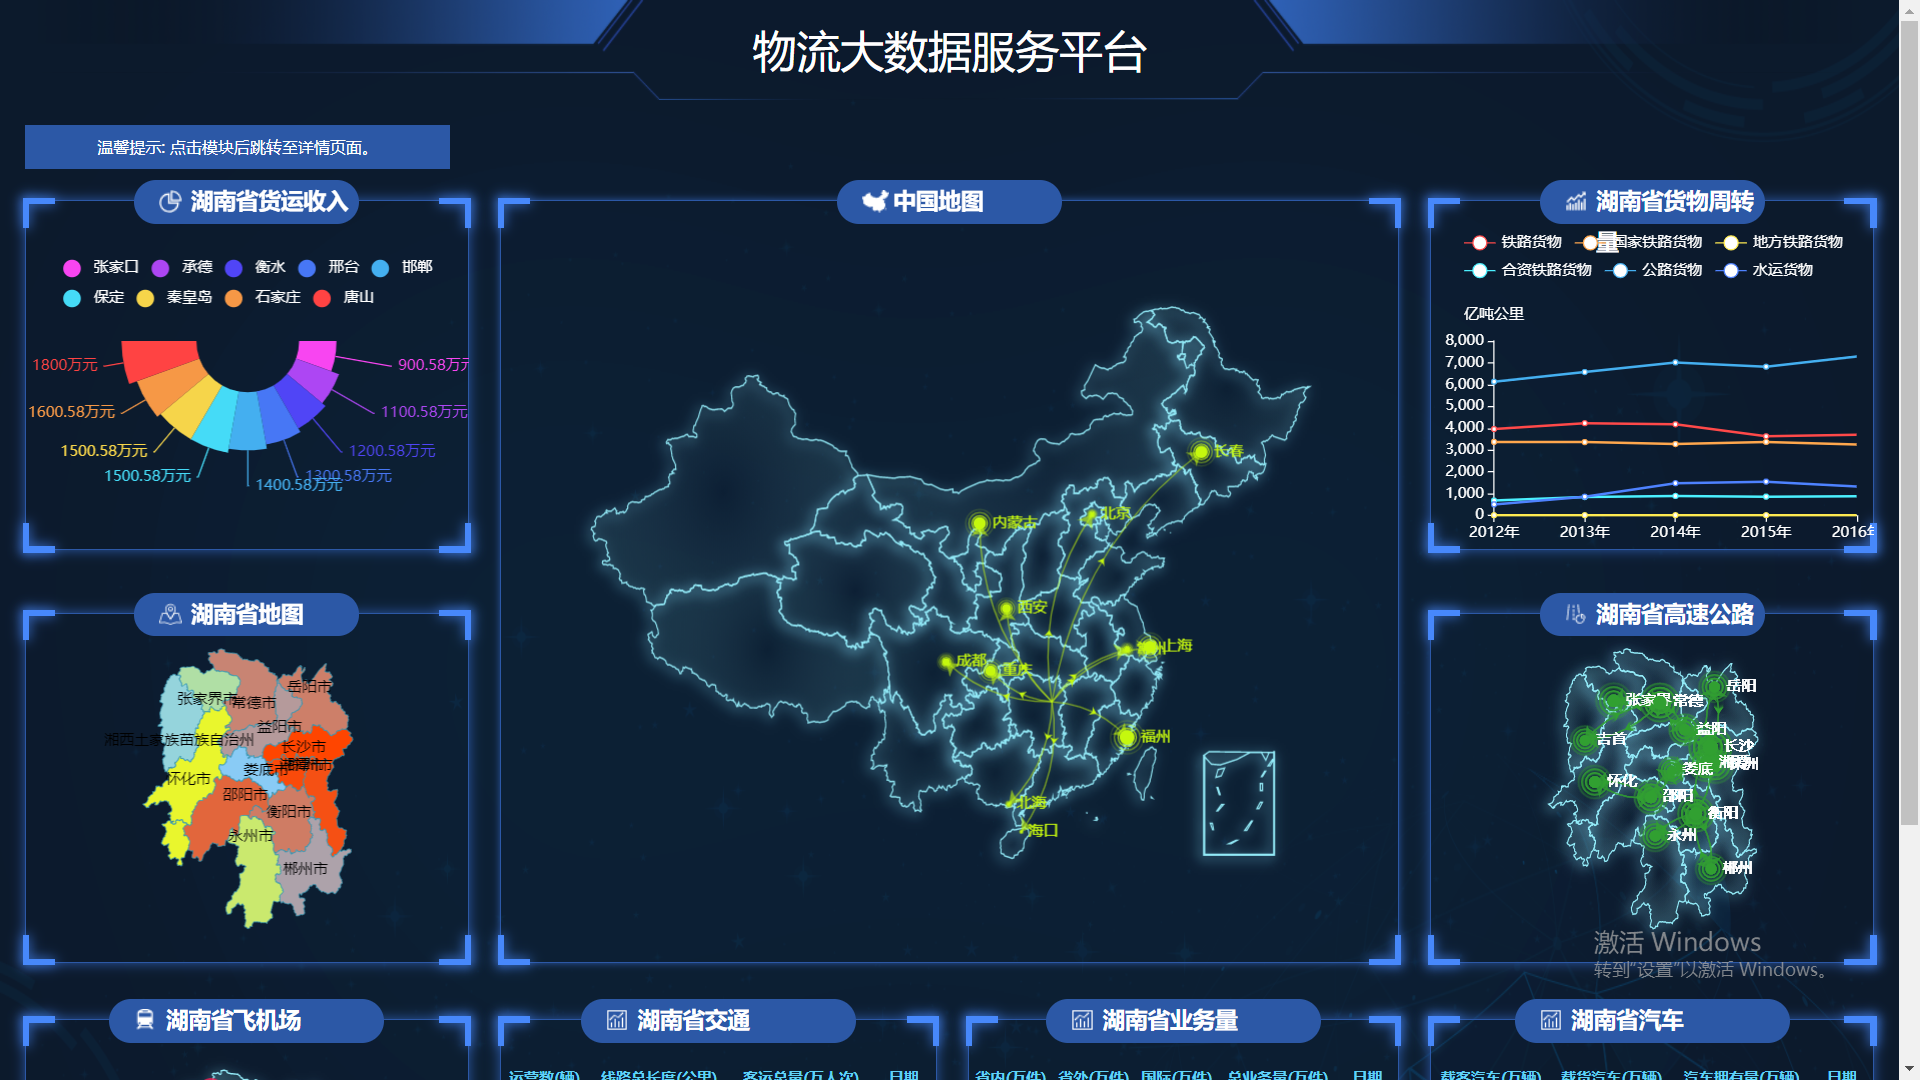 物流大数据服务平台
温馨提示: 点击模块后跳转至详情页面。
湖南省货运收入
张家口 承德 衡水 邢台 邯郸
保定 秦皇岛 石家庄 唐山
1800万元
1600.58万元
1500.58万元
1500.58万元
1400.58万元
1300.58万元
1200.58万元
1100.58万元
900.58万元
中国地图
长春
北京
内蒙古
西安
上海
成都
重庆
福州
北海
海口
湖南省货物周转量
铁路货物 国家铁路货物 地方铁路货物
合资铁路货物 公路货物 水运货物
亿吨公里
8,000
7,000
6,000
5,000
4,000
3,000
2,000
1,000
0
2012年 2013年 2014年 2015年 2016年
湖南省地图
张家界市
常德市
岳阳市
益阳市
湘西土家族苗族自治州
长沙市
娄底市
怀化市
邵阳市
衡阳市
永州市
郴州市
湖南省高速公路
张家界
常德
岳阳
益阳
吉首
长沙
娄底
怀化
邵阳
衡阳
永州
郴州
激活 Windows
转到"设置"以激活 Windows。
湖南省飞机场
湖南省交通
运营数(辆) 线路总长度(公里) 客运总量(万人次) 日期
湖南省业务量
省内(万件) 省外(万件) 国际(万件) 总业务量(万件) 日期
湖南省汽车
载客汽车(万辆) 载货汽车(万辆) 汽车拥有量(万辆) 日期